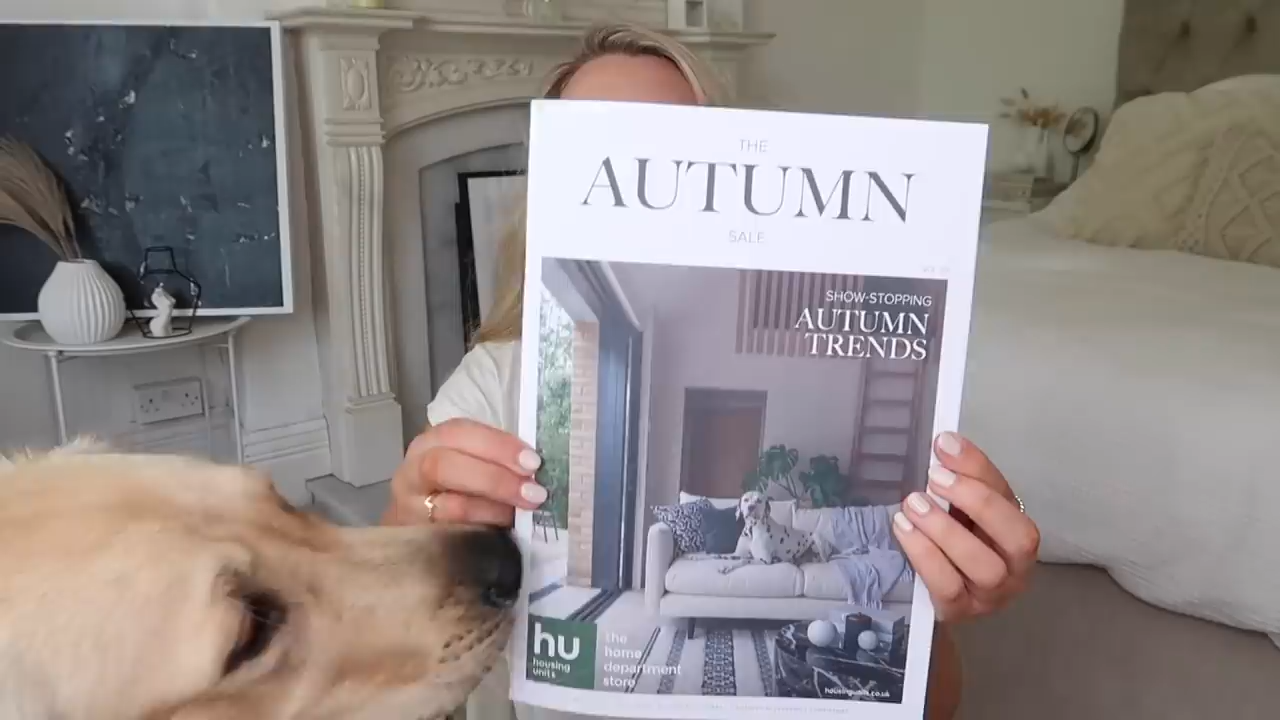 THE
AUTUMN
SALE
SHOW-STOPPING
AUTUMN
TRENDS
hu
housing
units
the
home
department
store
housingunits.co.uk